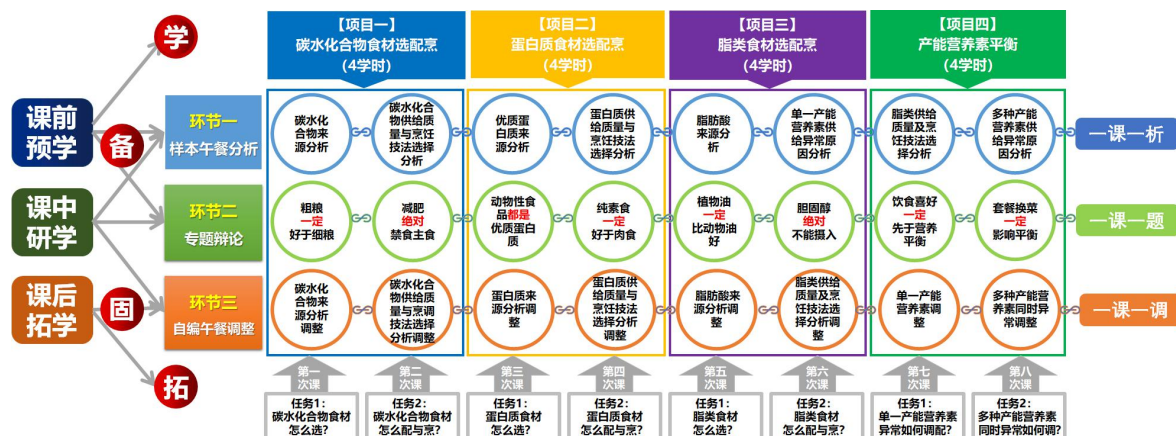 【项目一】
碳水化合物食材选配烹
（4学时）
【项目二】
蛋白质食材选配烹
（4学时）
【项目三】
脂类食材选配烹
（4学时）
【项目四】
产能营养素平衡
（4学时）
学
备
固
拓
课前
预学
课中
研学
课后
拓学
环节一
样本午餐分析
碳水化
合物来
源分析
碳水化合
物供给质
量与烹饪
技法选择
分析
优质蛋
白质来
源分析
蛋白质供
给质量与
烹饪技法
选择分析
脂肪酸
来源分
析
单一产能
营养素供
给异常原
因分析
脂类供给
质量及烹
饪技法选
择分析
多种产能
营养素供
给异常原
因分析
一课一析
环节二
专题辩论
粗粮
一定
好于细粮
减肥
绝对
禁食主食
动物性食
品都是
优质蛋白
质
纯素食
一定
好于肉食
植物油
一定
比动物油
好
胆固醇
绝对
不能摄入
饮食喜好
一定
先于营养
平衡
套餐换菜
一定
影响平衡
一课一题
环节三
自编午餐调整
碳水化
合物来
源分析
调整
碳水化合
物供给质
量与烹调
技法选择
分析调整
蛋白质来
源分析调
整
蛋白质供
给质量与
烹饪技法
选择分析
调整
脂肪酸来
源分析调
整
脂类供给
质量及烹
饪技法选
择分析调
整
单一产能
营养素调
整
多种产能营
养素同时异
常调整
一课一调
第一
次课
第二
次课
第三
次课
第四
次课
第五
次课
第六
次课
第七
次课
第八
次课
任务1：
碳水化合物食材
怎么选？
任务2：
碳水化合物食材
怎么配与烹？
任务1：
蛋白质食材
怎么选？
任务2：
蛋白质食材
怎么配与烹？
任务1：
脂类食材
怎么选？
任务2：
脂类食材
怎么配与烹？
任务1：
单一产能营养素
异常如何调配？
任务2：
多种产能营养素
同时异常如何调？